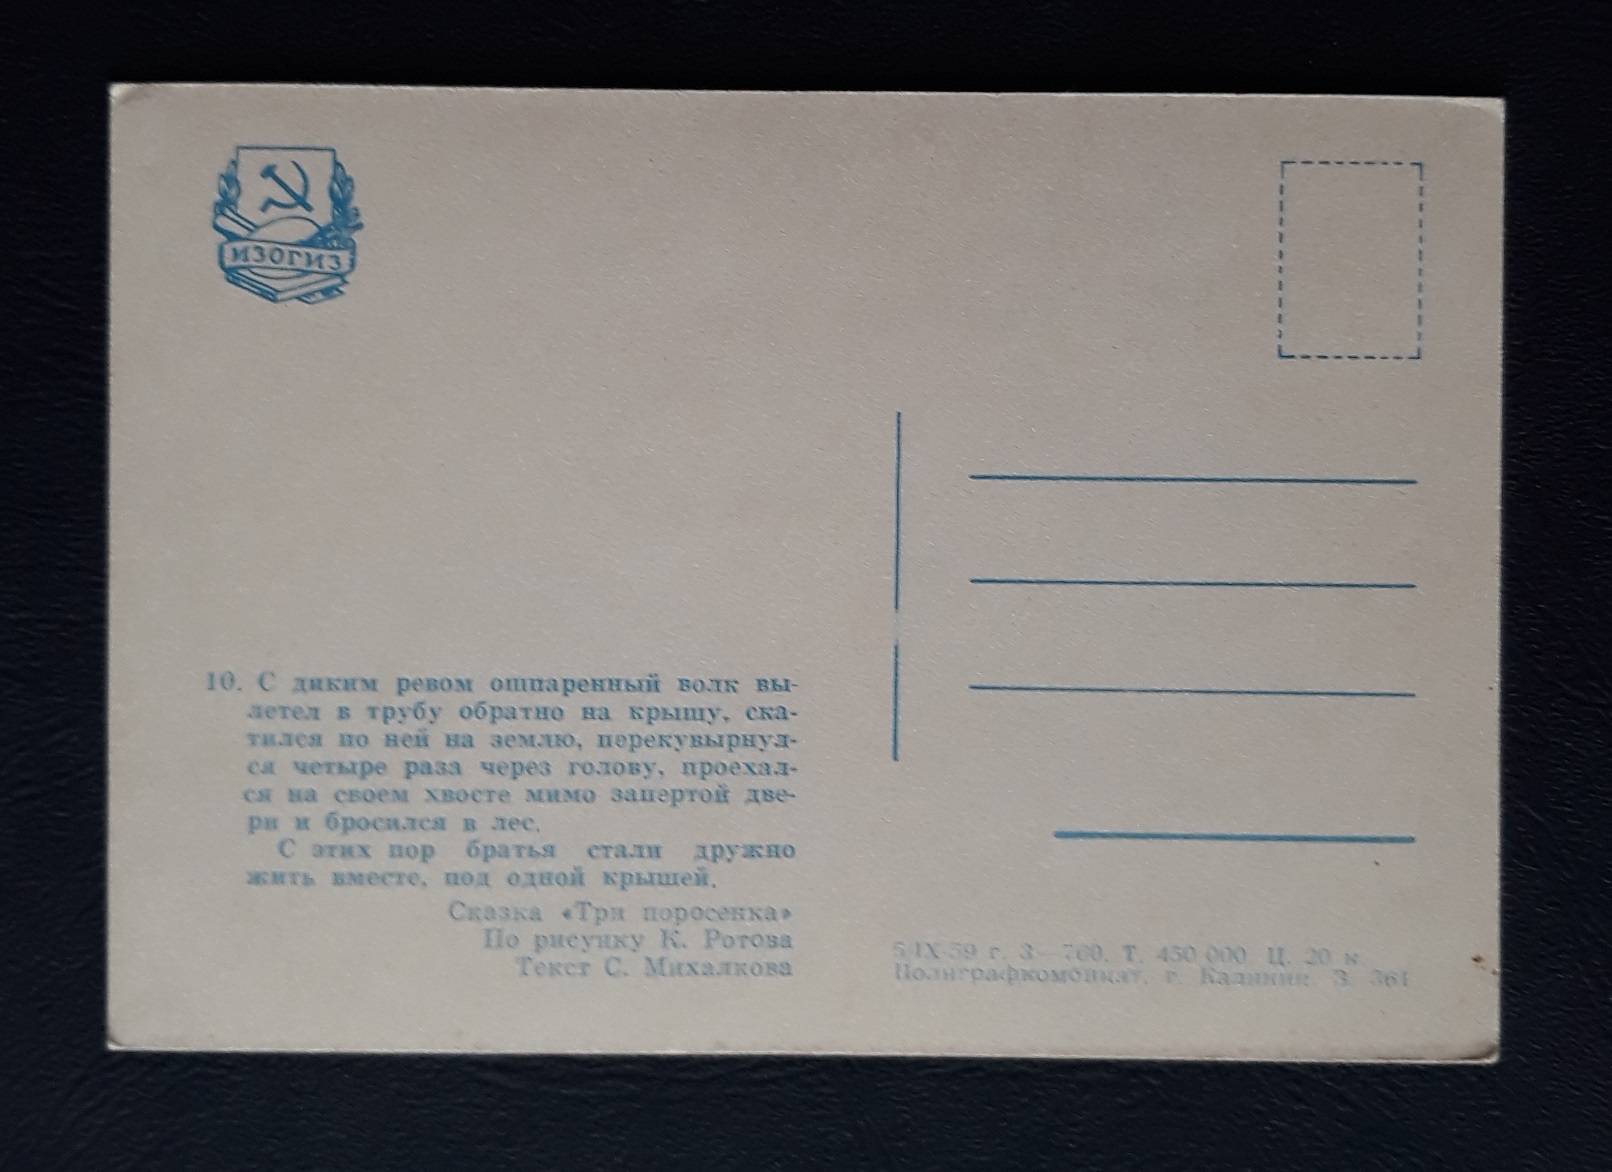 ИЗОГИЗ
10. С диким ревом ошпаренный волк вы-
летел в трубу обратно на крышу, ска-
тился по ней на землю, перекувырнул-
ся четыре раза через голову, проехал-
ся на своем хвосте мимо запертой две-
ри и бросился в лес.
С этих пор братья стали дружно
жить вместе, под одной крышей.
Сказка «Три поросенка»
По рисунку К. Ротова
Текст С. Михалкова
5/IX-59 г. З—760. Т. 450 000 Ц. 20 к.
Полиграфкомбинат, г. Калинин. З. 361